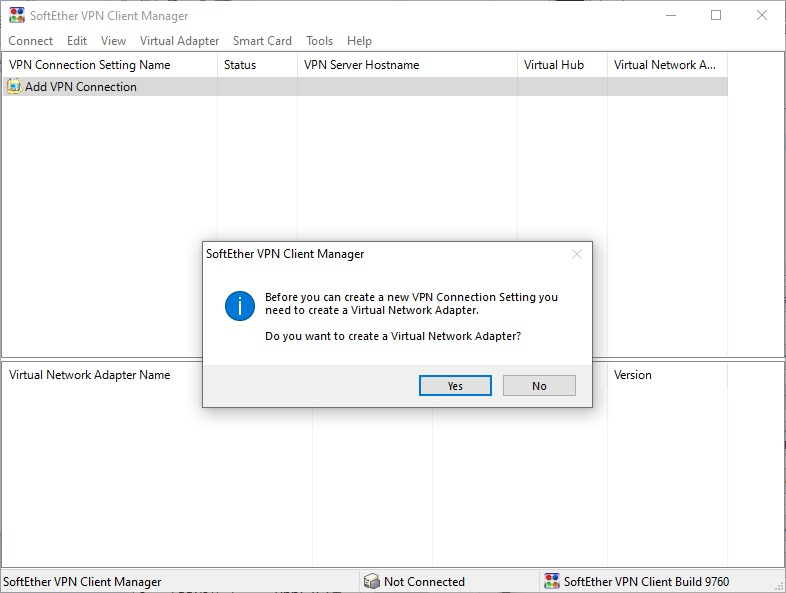 SoftEther VPN Client Manager
Connect Edit View Virtual Adapter Smart Card Tools Help
VPN Connection Setting Name Status VPN Server Hostname Virtual Hub Virtual Network A...
Add VPN Connection
SoftEther VPN Client Manager
Before you can create a new VPN Connection Setting you
need to create a Virtual Network Adapter.
Do you want to create a Virtual Network Adapter?
Yes No
Virtual Network Adapter Name Version
SoftEther VPN Client Manager Not Connected SoftEther VPN Client Build 9760